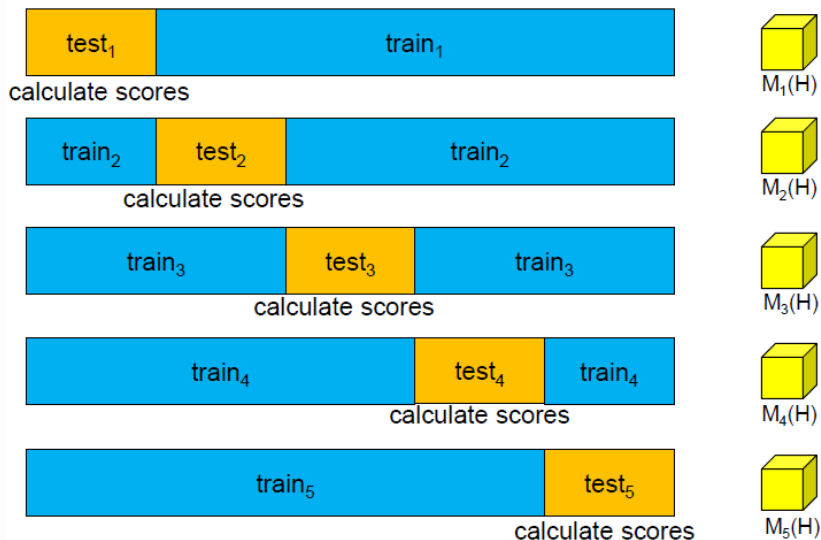 test₁ train₁
calculate scores
M₁(H)
train₂ test₂ train₂
calculate scores
M₂(H)
train₃ test₃ train₃
calculate scores
M₃(H)
train₄ test₄ train₄
calculate scores
M₄(H)
train₅ test₅
calculate scores
M₅(H)